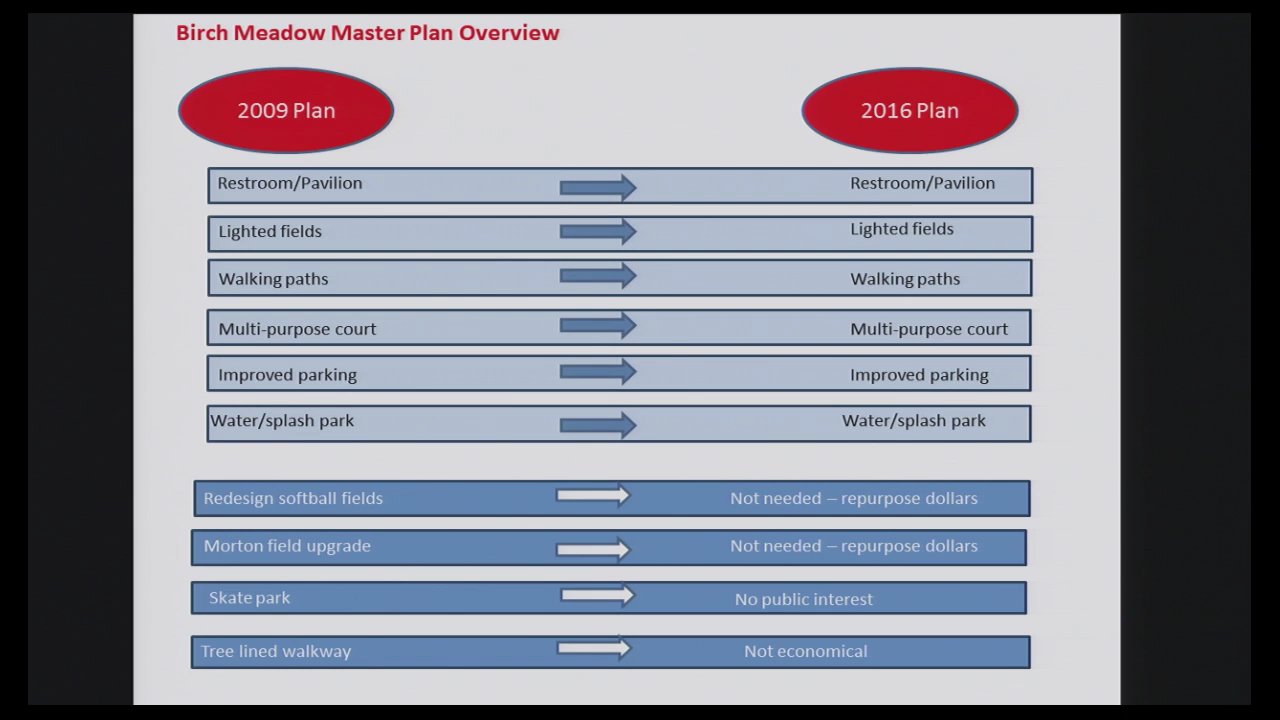 Birch Meadow Master Plan Overview
2009 Plan
2016 Plan
Restroom/Pavilion
Restroom/Pavilion
Lighted fields
Lighted fields
Walking paths
Walking paths
Multi-purpose court
Multi-purpose court
Improved parking
Improved parking
Water/splash park
Water/splash park
Redesign softball fields
Not needed – repurpose dollars
Morton field upgrade
Not needed – repurpose dollars
Skate park
No public interest
Tree lined walkway
Not economical